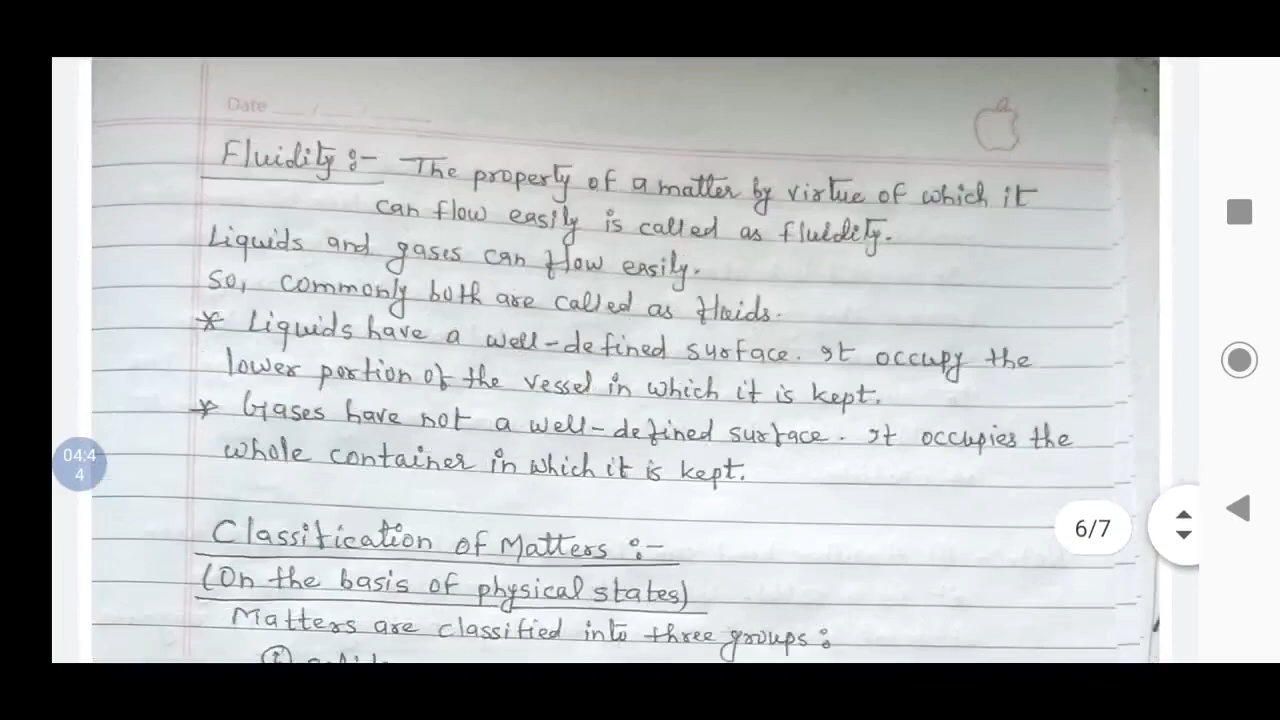 Date
Fluidity :- The property of a matter by virtue of which it
can flow easily is called as fluidity.
Liquids and gases can flow easily.
So, commonly both are called as fluids.
* Liquids have a well-defined surface. It occupy the
lower portion of the vessel in which it is kept.
* Gases have not a well-defined surface. It occupies the
whole container in which it is kept.
04:4
4
6/7
Classification of Matters :-
(On the basis of physical states)
Matters are classified into three groups :